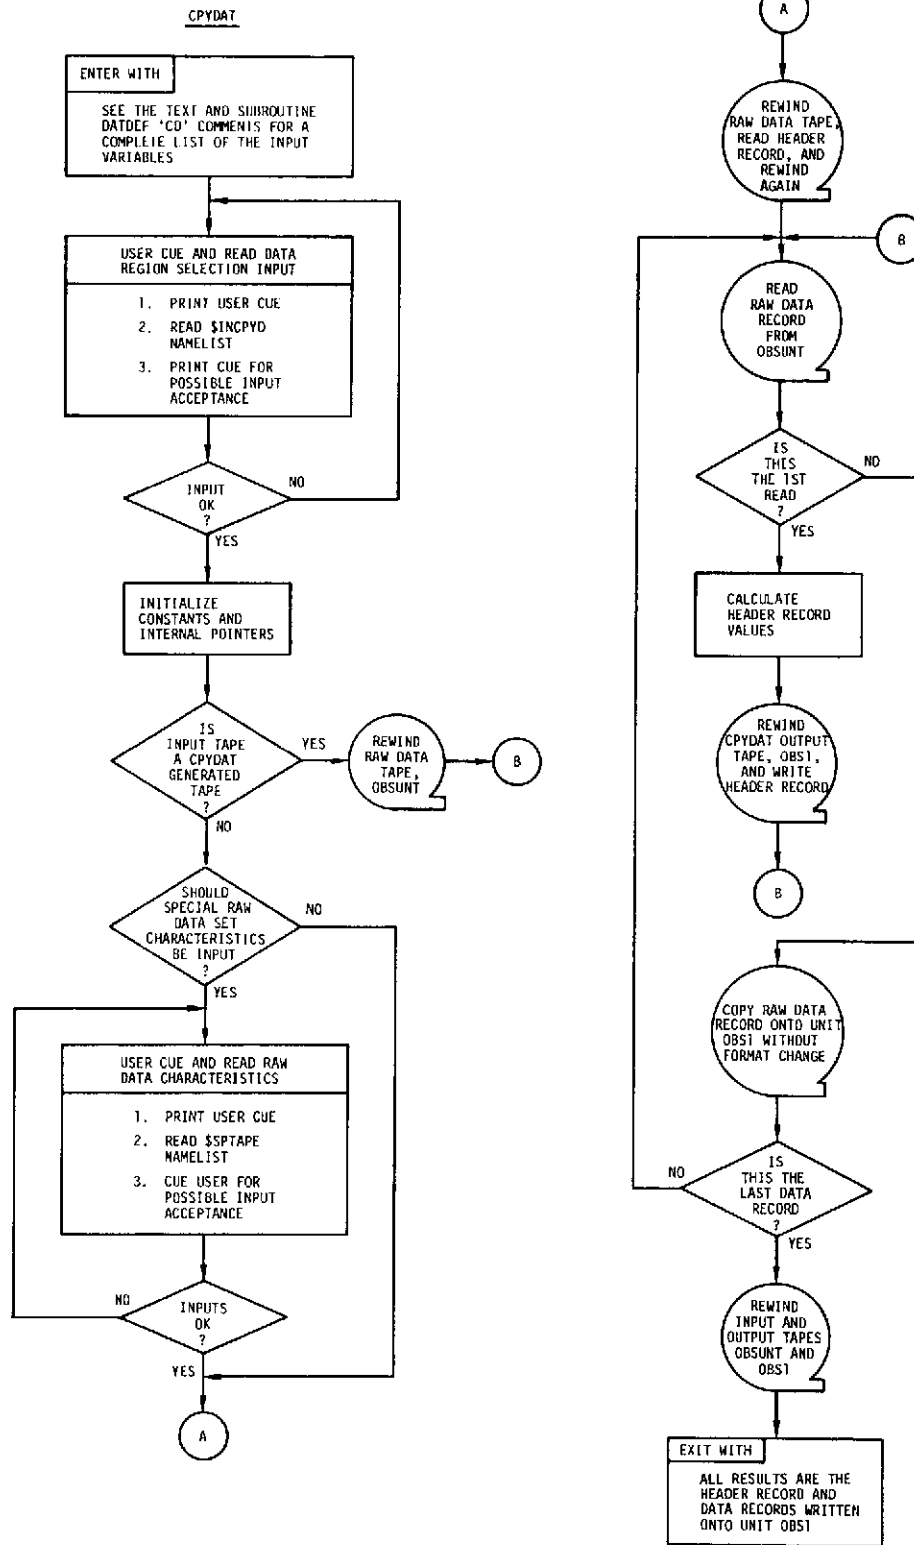 CPYDAT
ENTER WITH
SEE THE TEXT AND SUBROUTINE
DATDEF 'CD' COMMENTS FOR A
COMPLETE LIST OF THE INPUT
VARIABLES
USER CUE AND READ DATA
REGION SELECTION INPUT
1. PRINT USER CUE
2. READ $INCPYD
NAMELIST
3. PRINT CUE FOR
POSSIBLE INPUT
ACCEPTANCE
INPUT
OK
?
NO
YES
INITIALIZE
CONSTANTS AND
INTERNAL POINTERS
IS
INPUT TAPE
A CPYDAT
GENERATED
TAPE
?
YES
REWIND
RAW DATA
TAPE,
OBSUNT
B
NO
SHOULD
SPECIAL RAW
DATA SET
CHARACTERISTICS
BE INPUT
?
NO
YES
USER CUE AND READ RAW
DATA CHARACTERISTICS
1. PRINT USER CUE
2. READ $SPTAPE
NAMELIST
3. CUE USER FOR
POSSIBLE INPUT
ACCEPTANCE
NO
INPUTS
OK
?
YES
A
A
REWIND
RAW DATA TAPE,
READ HEADER
RECORD, AND
REWIND
AGAIN
B
READ
RAW DATA
RECORD
FROM
OBSUNT
IS
THIS
THE 1ST
READ
?
NO
YES
CALCULATE
HEADER RECORD
VALUES
REWIND
CPYDAT OUTPUT
TAPE, OBS1,
AND WRITE
HEADER RECORD
B
COPY RAW DATA
RECORD ONTO UNIT
OBS1 WITHOUT
FORMAT CHANGE
NO
IS
THIS THE
LAST DATA
RECORD
?
YES
REWIND
INPUT AND
OUTPUT TAPES
OBSUNT AND
OBS1
EXIT WITH
ALL RESULTS ARE THE
HEADER RECORD AND
DATA RECORDS WRITTEN
ONTO UNIT OBS1